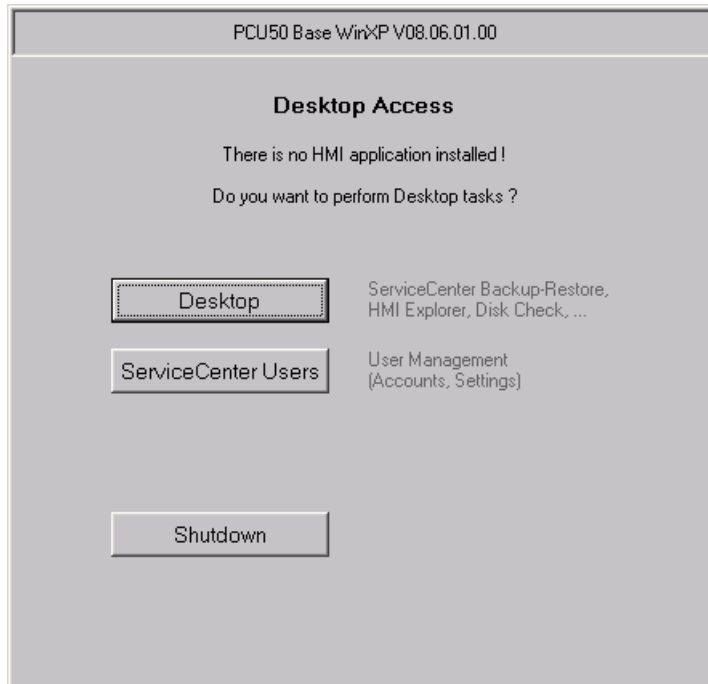 PCU50 Base WinXP V08.06.01.00
Desktop Access
There is no HMI application installed !
Do you want to perform Desktop tasks ?
Desktop
ServiceCenter Backup-Restore,
HMI Explorer, Disk Check, ...
ServiceCenter Users
User Management
(Accounts, Settings)
Shutdown